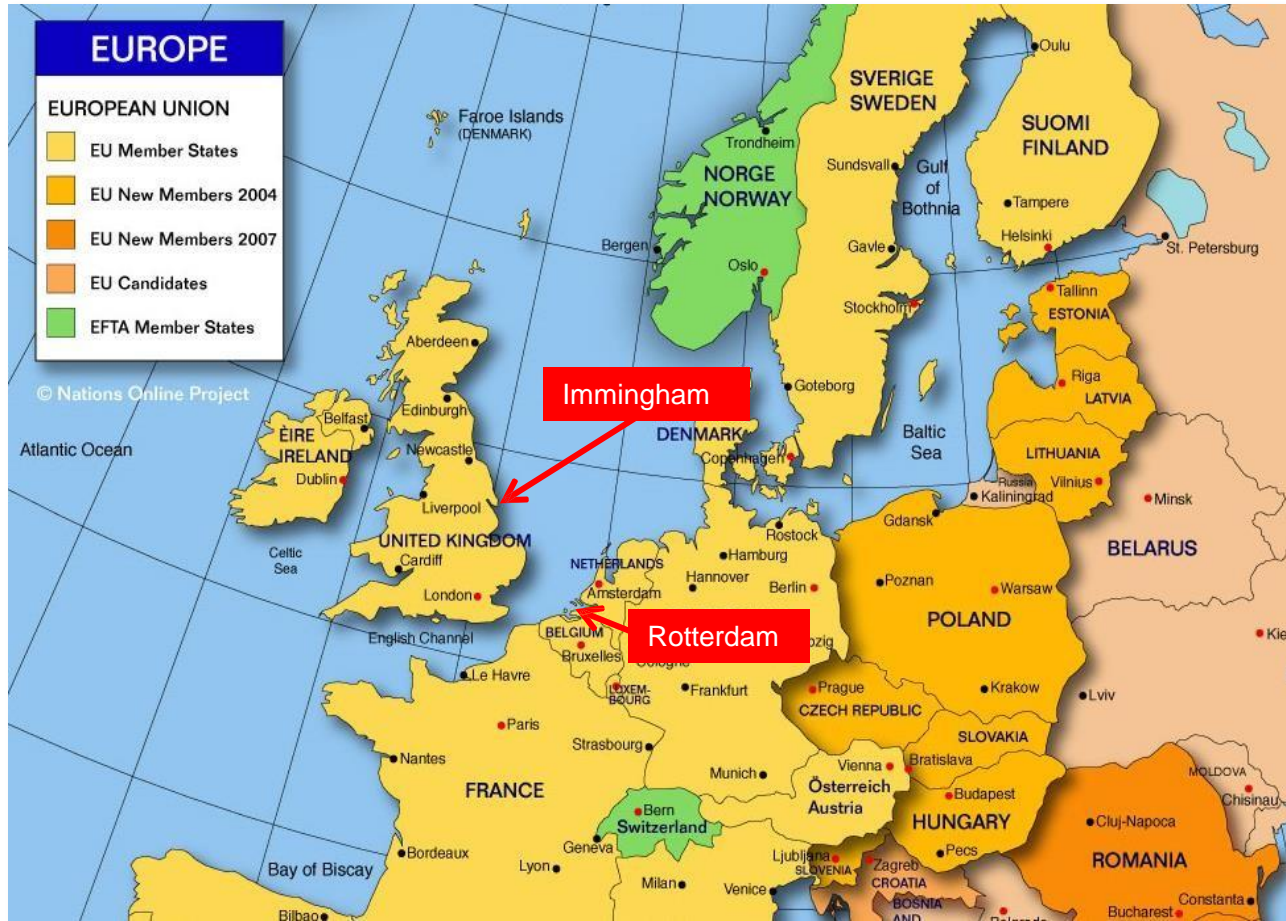 EUROPE
EUROPEAN UNION
EU Member States
EU New Members 2004
EU New Members 2007
EU Candidates
EFTA Member States
© Nations Online Project
Faroe Islands
(DENMARK)
Atlantic Ocean
Oulu
SVERIGE
SWEDEN
SUOMI
FINLAND
Trondheim
NORGE
NORWAY
Sundsvall
Gulf
of
Bothnia
Tampere
Bergen
Gavle
Helsinki
St. Petersburg
Oslo
Stockholm
Tallinn
ESTONIA
Aberdeen
Immingham
Goteborg
Riga
LATVIA
Edinburgh
Belfast
ÈIRE
IRELAND
Newcastle
DENMARK
Copenhagen
Baltic
Sea
LITHUANIA
Dublin
Russia
Vilnius
Kaliningrad
Minsk
Liverpool
Gdansk
UNITED KINGDOM
Rostock
BELARUS
Celtic
Sea
Cardiff
NETHERLANDS
Hamburg
Hannover
Berlin
Poznan
Warsaw
London
Amsterdam
POLAND
English Channel
BELGIUM
Bruxelles
Rotterdam
Le Havre
LUXEM-
BOURG
Frankfurt
Prague
Krakow
Lviv
CZECH REPUBLIC
Paris
SLOVAKIA
Strasbourg
Nantes
Munich
Vienna
Bratislava
MOLDOVA
FRANCE
Österreich
Austria
Budapest
Chisinau
Bern
Switzerland
HUNGARY
Cluj-Napoca
Geneva
Bordeaux
Bay of Biscay
Lyon
Ljubljana
SLOVENIA
Zagreb
Pecs
ROMANIA
Milan
Venice
CROATIA
Constanta
Bilbao
BOSNIA
AND
Bucharest